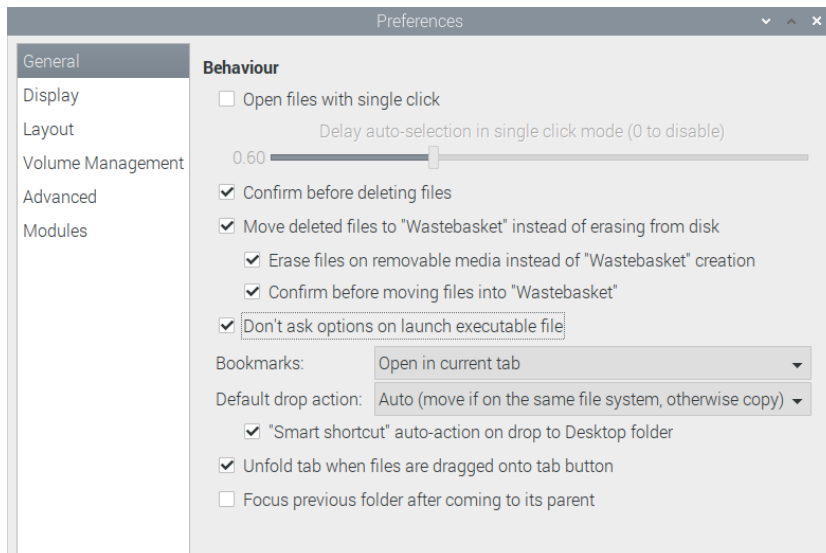 Preferences
General
Display
Layout
Volume Management
Advanced
Modules
Behaviour
Open files with single click
Delay auto-selection in single click mode (0 to disable)
0.60
Confirm before deleting files
Move deleted files to "Wastebasket" instead of erasing from disk
Erase files on removable media instead of "Wastebasket" creation
Confirm before moving files into "Wastebasket"
Don't ask options on launch executable file
Bookmarks: Open in current tab
Default drop action: Auto (move if on the same file system, otherwise copy)
"Smart shortcut" auto-action on drop to Desktop folder
Unfold tab when files are dragged onto tab button
Focus previous folder after coming to its parent